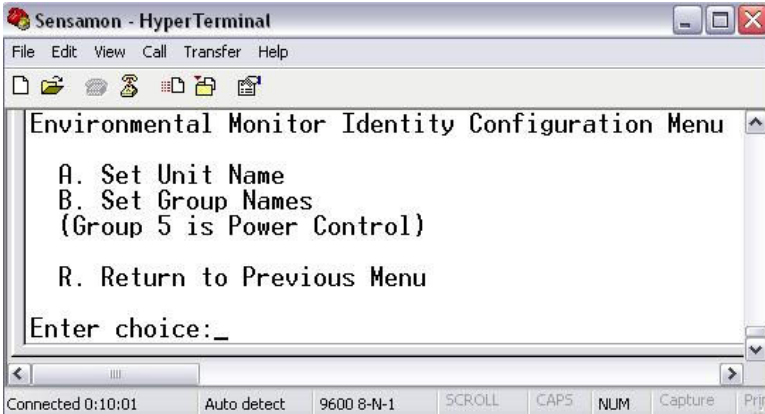 Sensamon - HyperTerminal
File Edit View Call Transfer Help
Environmental Monitor Identity Configuration Menu
A. Set Unit Name
B. Set Group Names
(Group 5 is Power Control)
R. Return to Previous Menu
Enter choice:_
Connected 0:10:01 Auto detect 9600 8-N-1 SCROLL CAPS NUM Capture